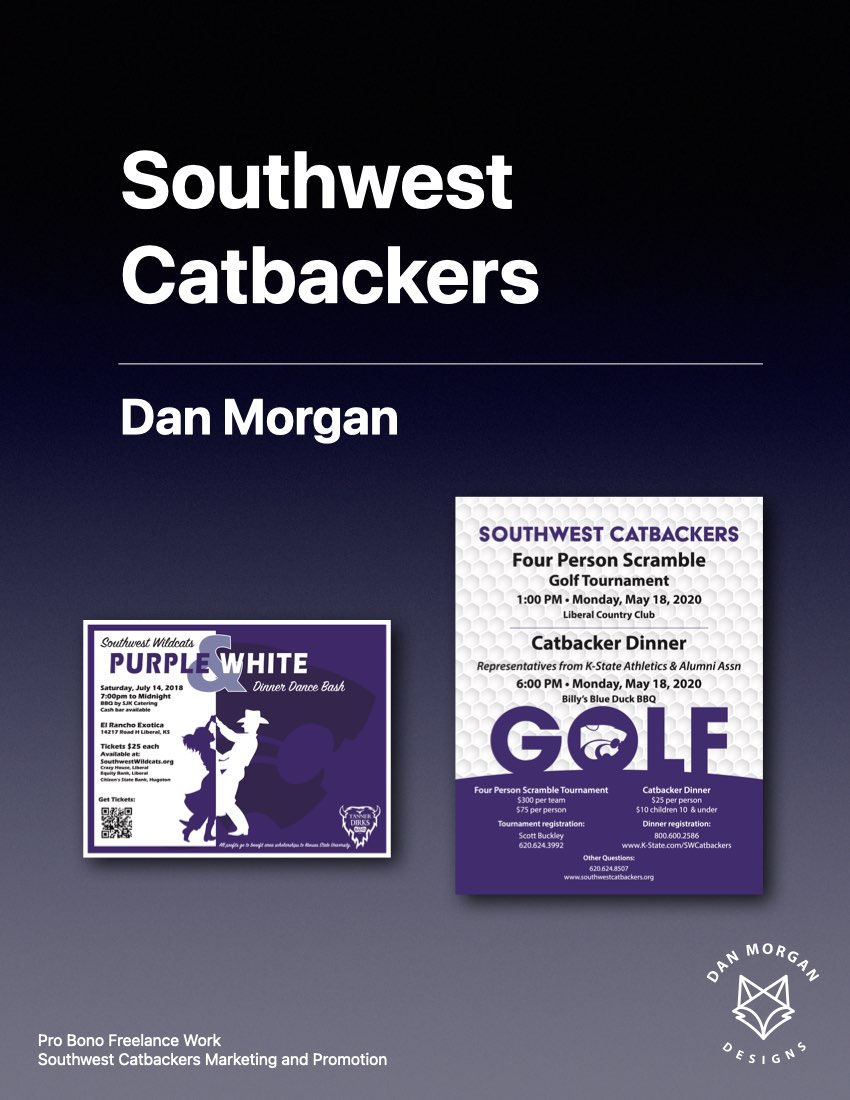 Southwest
Catbackers
Dan Morgan
Southwest Wildcats
PURPLE & WHITE
Dinner Dance Bash
Saturday, July 14, 2018
7:00pm to Midnight
BBQ by SJK Catering
Cash bar available
El Rancho Exotica
14217 Road H Liberal, KS
Tickets $25 each
Available at:
SouthwestWildcats.org
Crazy House, Liberal
Equity Bank, Liberal
Citizen's State Bank, Hugoton
Get Tickets:
TANNER
DIRKS
All profits go to benefit area scholarships to Kansas State University.
SOUTHWEST CATBACKERS
Four Person Scramble
Golf Tournament
1:00 PM • Monday, May 18, 2020
Liberal Country Club
Catbacker Dinner
Representatives from K-State Athletics & Alumni Assn
6:00 PM • Monday, May 18, 2020
Billy's Blue Duck BBQ
GOLF
Four Person Scramble Tournament
$300 per team
$75 per person
Tournament registration:
Scott Buckley
620.624.3992
Catbacker Dinner
$25 per person
$10 children 10 & under
Dinner registration:
800.600.2586
www.K-State.com/SWCatbackers
Other Questions:
620.624.8507
www.southwestcatbackers.org
DAN MORGAN
DESIGNS
Pro Bono Freelance Work
Southwest Catbackers Marketing and Promotion